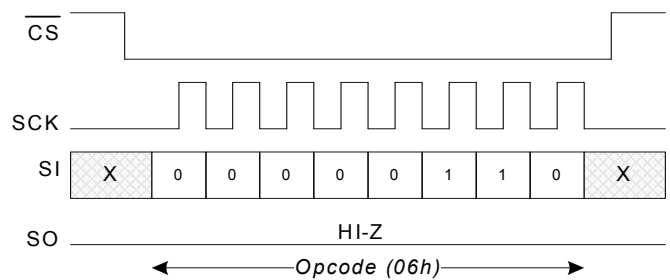 CS
SCK
SI X 0 0 0 0 0 1 1 0 X
SO HI-Z
Opcode (06h)